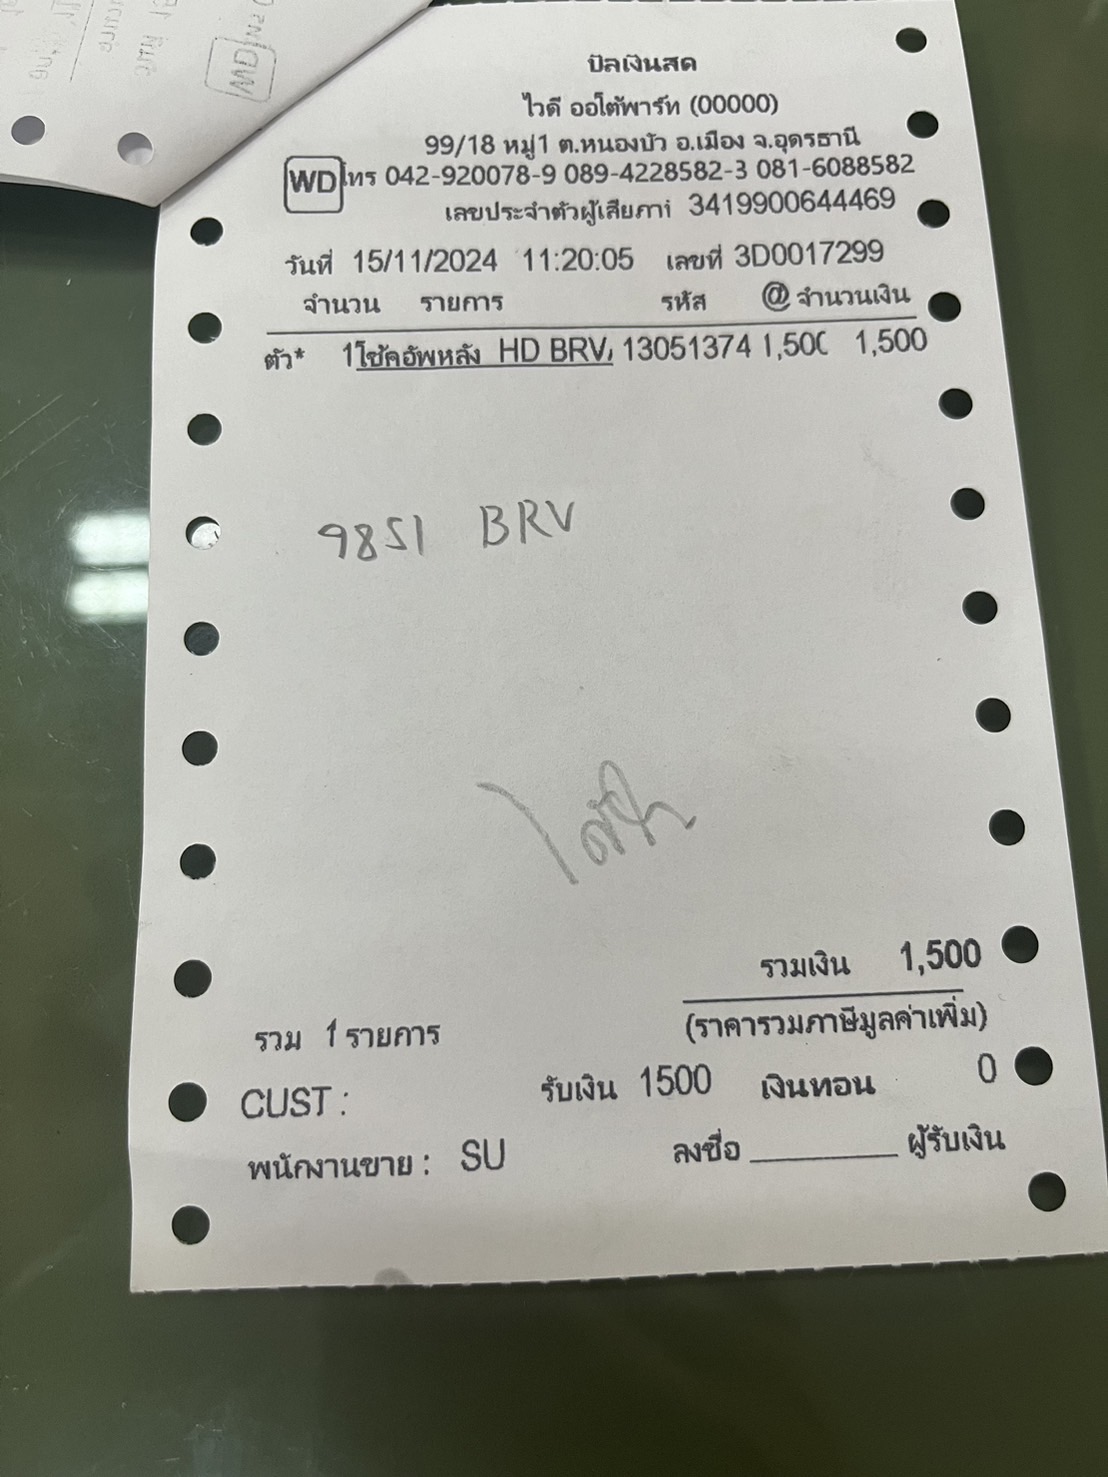 บิลเงินสด
ไวดี ออโต้พาร์ท (00000)
99/18 หมู่1 ต.หนองบัว อ.เมือง จ.อุดรธานี
WD โทร 042-920078-9 089-4228582-3 081-6088582
เลขประจำตัวผู้เสียภาษี 3419900644469
วันที่ 15/11/2024 11:20:05 เลขที่ 3D0017299
จำนวน รายการ รหัส @ จำนวนเงิน
ตัว* 1 โช้คอัพหลัง HD BRV, 13051374 1,500 1,500
9851 BRV
รวมเงิน 1,500
(ราคารวมภาษีมูลค่าเพิ่ม)
รวม 1 รายการ
รับเงิน 1500 เงินทอน 0
CUST :
พนักงานขาย : SU
ลงชื่อ ________ ผู้รับเงิน